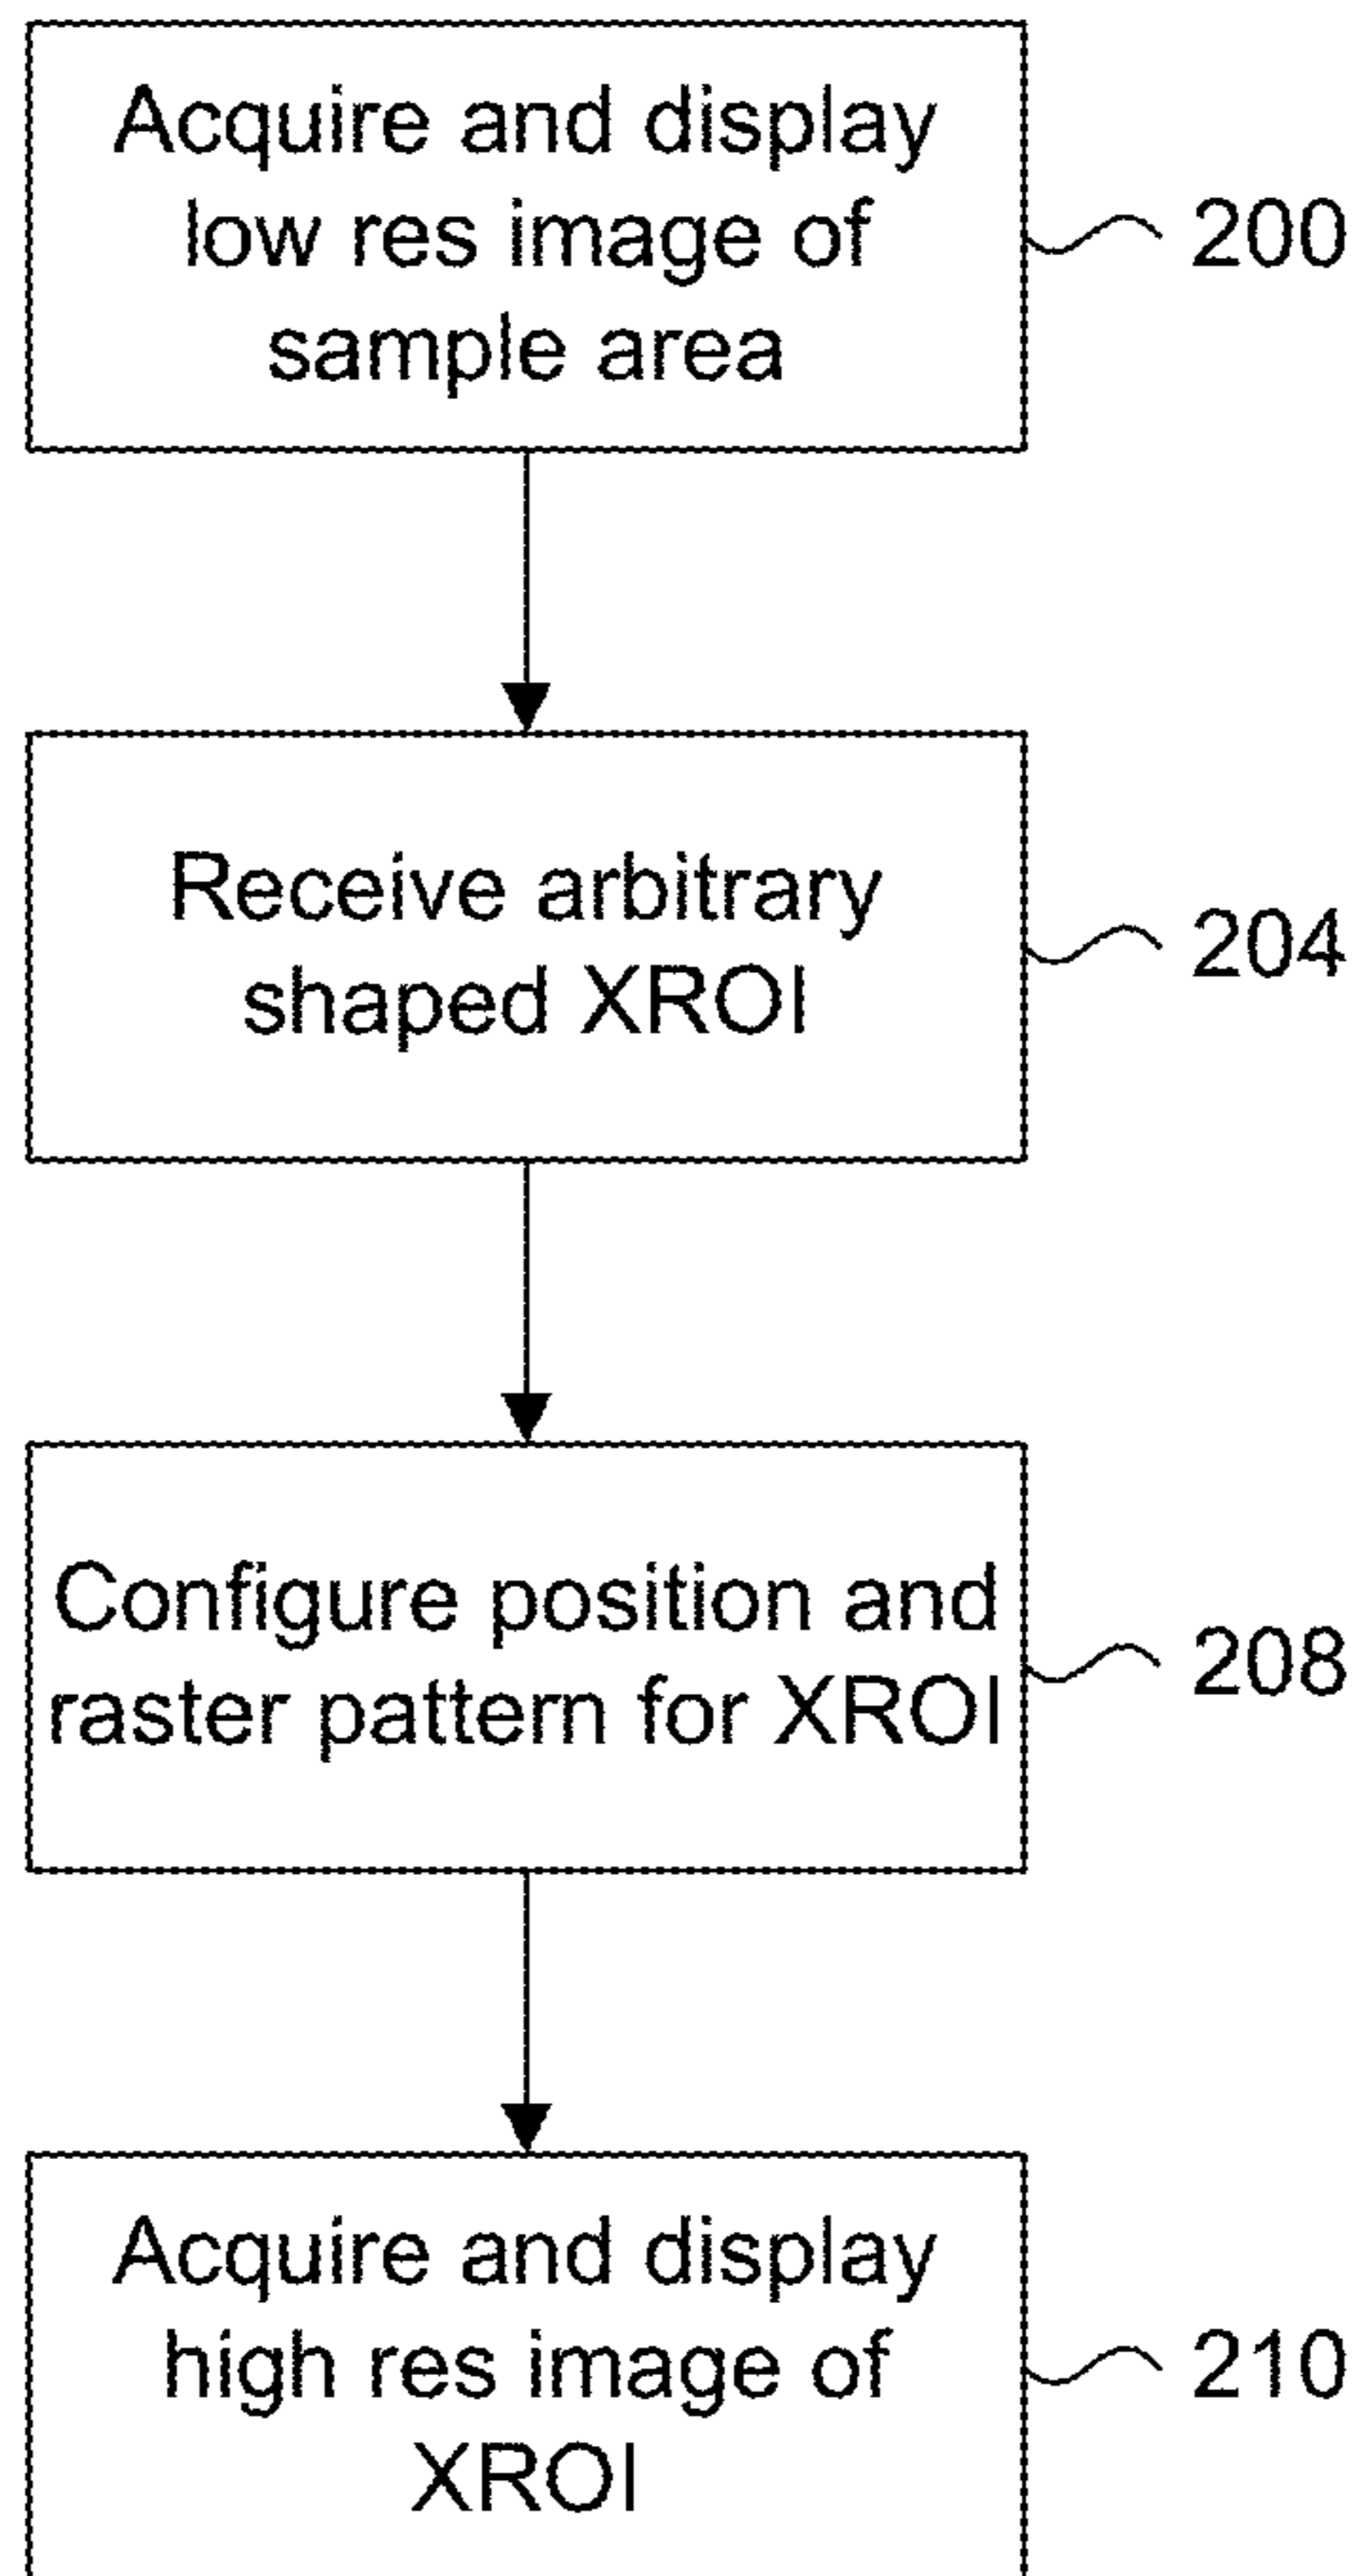 Acquire and display
low res image of
sample area
200
Receive arbitrary
shaped XROI
204
Configure position and
raster pattern for XROI
208
Acquire and display
high res image of
XROI
210